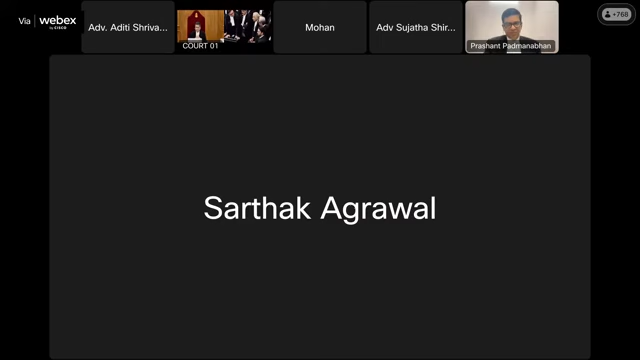 Via webex
by CISCO
Adv. Aditi Shriva...
COURT 01
Mohan
Adv Sujatha Shir...
Prashant Padmanabhan
+768
Sarthak Agrawal